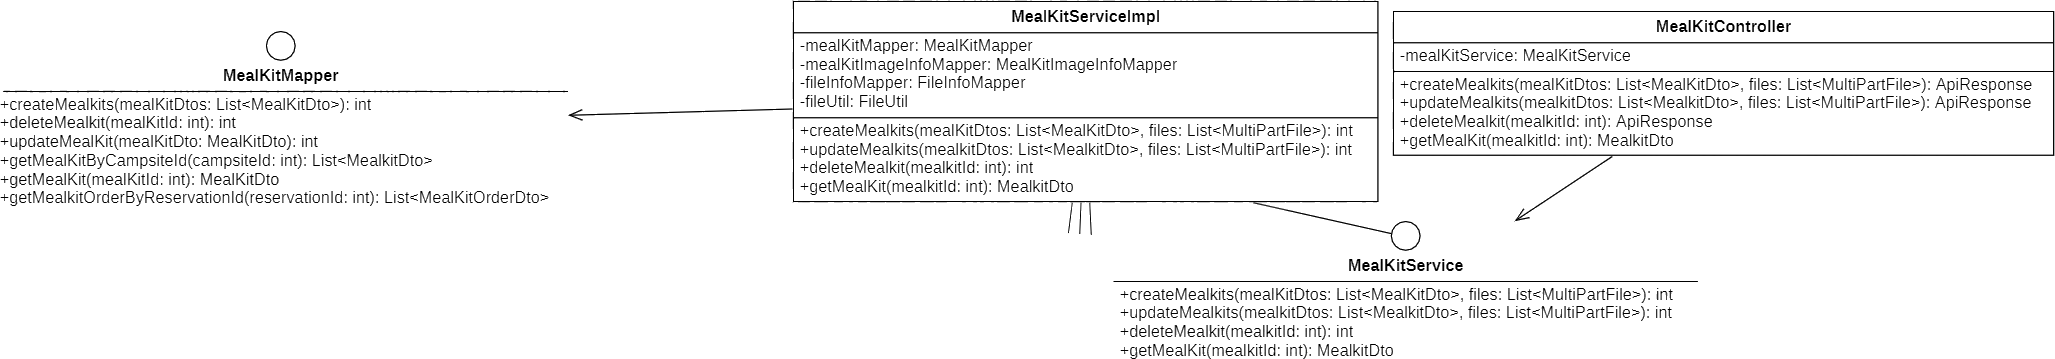 MealKitMapper
+createMealkits(mealKitDtos: List<MealKitDto>): int
+deleteMealkit(mealKitId: int): int
+updateMealKit(mealKitDto: MealKitDto): int
+getMealKitByCampsiteId(campsiteId: int): List<MealkitDto>
+getMealKit(mealKitId: int): MealKitDto
+getMealkitOrderByReservationId(reservationId: int): List<MealKitOrderDto>
MealKitServiceImpl
-mealKitMapper: MealKitMapper
-mealKitImageInfoMapper: MealKitImageInfoMapper
-fileInfoMapper: FileInfoMapper
-fileUtil: FileUtil
+createMealkits(mealKitDtos: List<MealKitDto>, files: List<MultiPartFile>): int
+updateMealkits(mealkitDtos: List<MealkitDto>, files: List<MultiPartFile>): int
+deleteMealkit(mealkitId: int): int
+getMealKit(mealkitId: int): MealkitDto
MealKitController
-mealKitService: MealKitService
+createMealkits(mealKitDtos: List<MealKitDto>, files: List<MultiPartFile>): ApiResponse
+updateMealkits(mealkitDtos: List<MealkitDto>, files: List<MultiPartFile>): ApiResponse
+deleteMealkit(mealkitId: int): ApiResponse
+getMealKit(mealkitId: int): MealkitDto
MealKitService
+createMealkits(mealKitDtos: List<MealKitDto>, files: List<MultiPartFile>): int
+updateMealkits(mealkitDtos: List<MealkitDto>, files: List<MultiPartFile>): int
+deleteMealkit(mealkitId: int): int
+getMealKit(mealkitId: int): MealkitDto